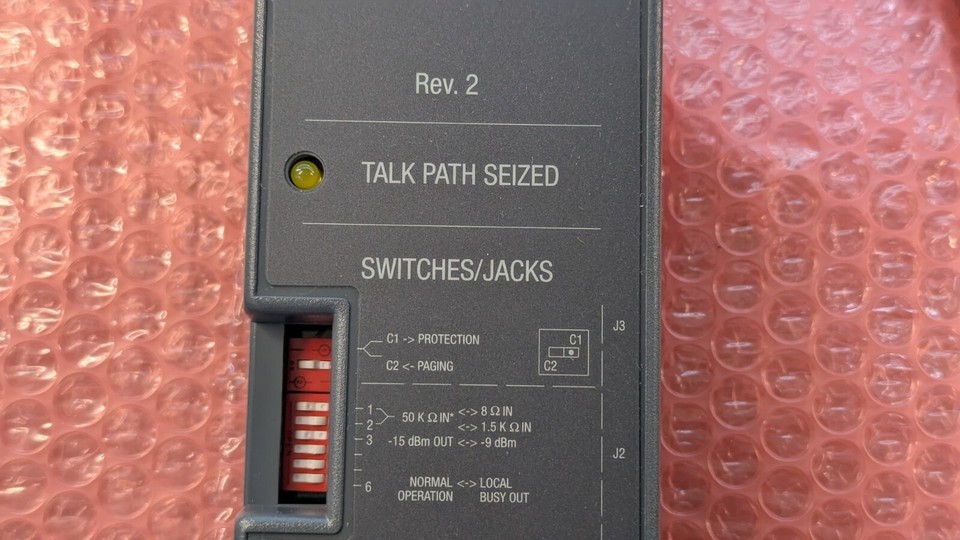 Rev. 2
TALK PATH SEIZED
SWITCHES/JACKS
J3
C1 -> PROTECTION
C1
C2 <- PAGING
C2
1
50 K Ω IN* <-> 8 Ω IN
2
<-> 1.5 K Ω IN
3 -15 dBm OUT <-> -9 dBm
J2
6 NORMAL <-> LOCAL
OPERATION BUSY OUT